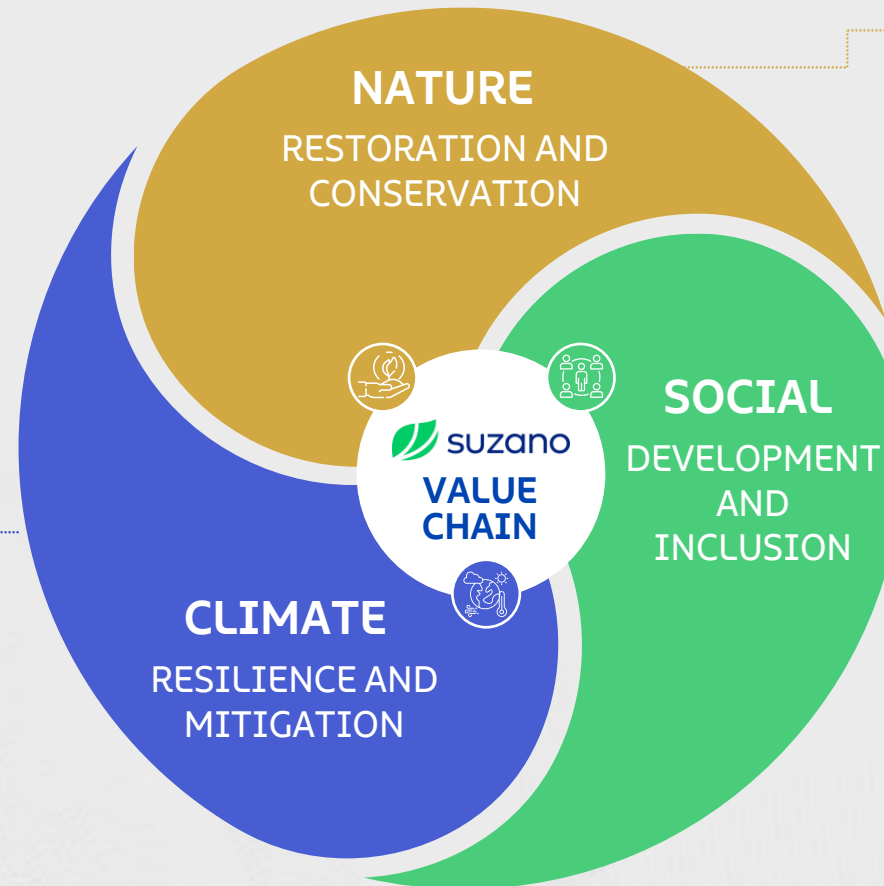 NATURE
RESTORATION AND
CONSERVATION
SOCIAL
DEVELOPMENT
AND
INCLUSION
suzano
VALUE
CHAIN
CLIMATE
RESILIENCE AND
MITIGATION